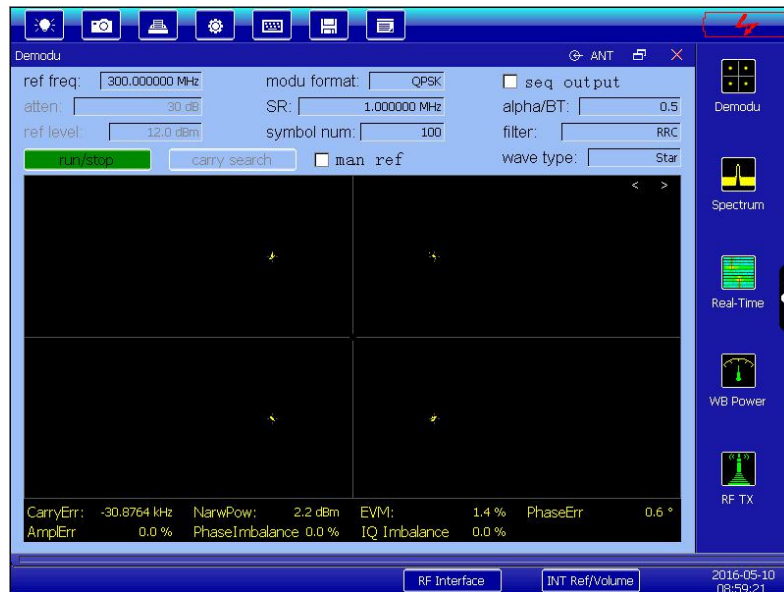 Demodu
ANT
ref freq: 300.000000 MHz modu format: QPSK seq output
atten: 30 dB SR: 1.000000 MHz alpha/BT: 0.5
ref level: 12.0 dBm symbol num: 100 filter: RRC
run/stop carry search man ref wave type: Star
< >
CarryErr: -30.8764 kHz NarwPow: 2.2 dBm EVM: 1.4 % PhaseErr 0.6 °
AmplErr 0.0 % PhaseImbalance 0.0 % IQ Imbalance 0.0 %
Demodu
Spectrum
Real-Time
WB Power
RF TX
RF Interface INT Ref/Volume 2016-05-10
08:59:21